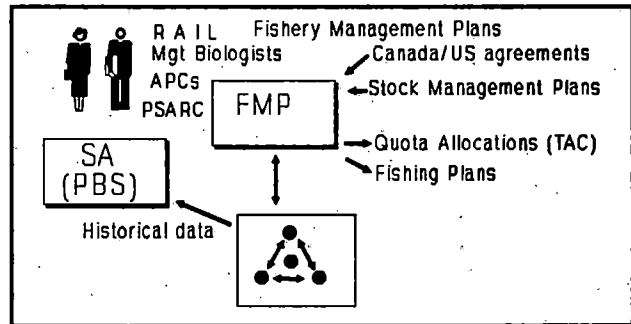 R A I L
Mgt Biologists
APCs
PSARC
Fishery Management Plans
Canada/US agreements
Stock Management Plans
FMP
Quota Allocations (TAC)
Fishing Plans
SA
(PBS)
Historical data